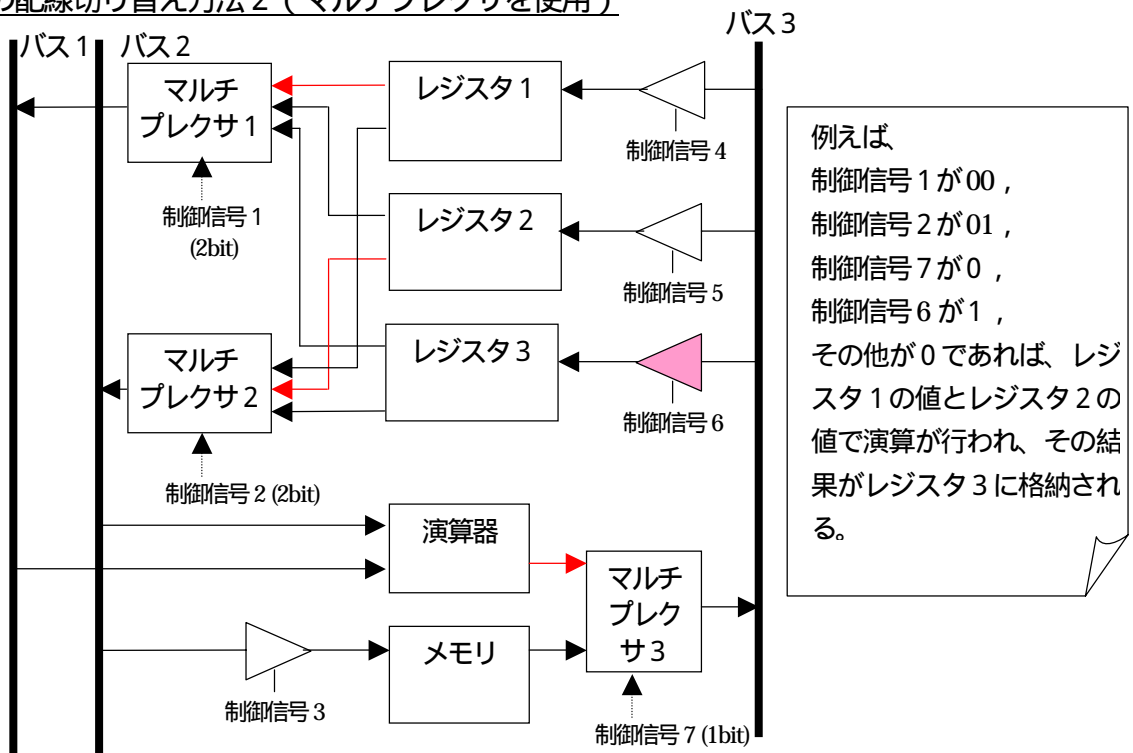 の配線切り替え方法2(マルチプレクサを使用)
バス1
バス2
バス3
マルチ
プレクサ1
制御信号1
(2bit)
レジスタ1
制御信号4
レジスタ2
制御信号5
マルチ
プレクサ2
制御信号2 (2bit)
レジスタ3
制御信号6
演算器
マルチ
プレク
サ3
メモリ
制御信号3
制御信号7 (1bit)
例えば、
制御信号1が00,
制御信号2が01,
制御信号7が0,
制御信号6が1,
その他が0であれば、レジ
スタ1の値とレジスタ2の
値で演算が行われ、その結
果がレジスタ3に格納され
る。